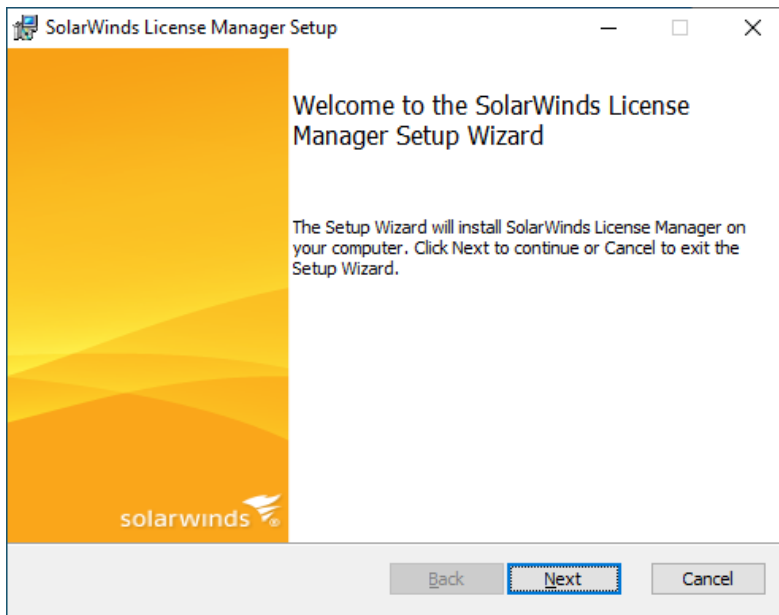 SolarWinds License Manager Setup
Welcome to the SolarWinds License
Manager Setup Wizard
The Setup Wizard will install SolarWinds License Manager on
your computer. Click Next to continue or Cancel to exit the
Setup Wizard.
solarwinds®
Back Next Cancel